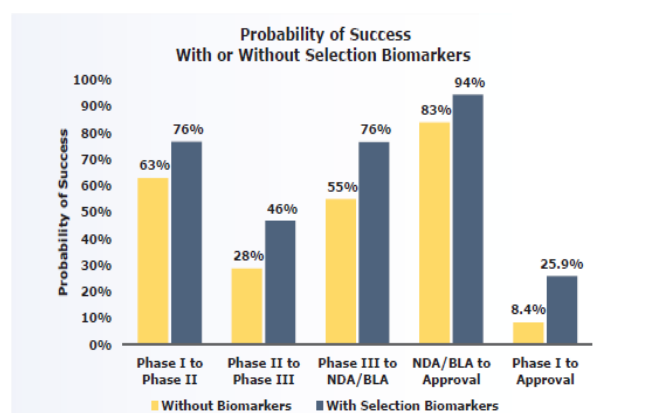 Probability of Success
With or Without Selection Biomarkers
Probability of Success
100%
90%
80%
70%
60%
50%
40%
30%
20%
10%
0%
63%
76%
28%
46%
55%
76%
83%
94%
8.4%
25.9%
Phase I to
Phase II
Phase II to
Phase III
Phase III to
NDA/BLA
NDA/BLA to
Approval
Phase I to
Approval
Without Biomarkers
With Selection Biomarkers